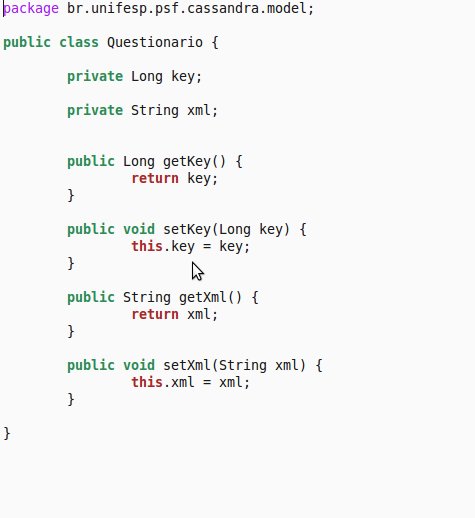 package br.unifesp.psf.cassandra.model;
public class Questionario {
private Long key;
private String xml;
public Long getKey() {
return key;
}
public void setKey(Long key) {
this.key = key;
}
public String getXml() {
return xml;
}
public void setXml(String xml) {
this.xml = xml;
}
}